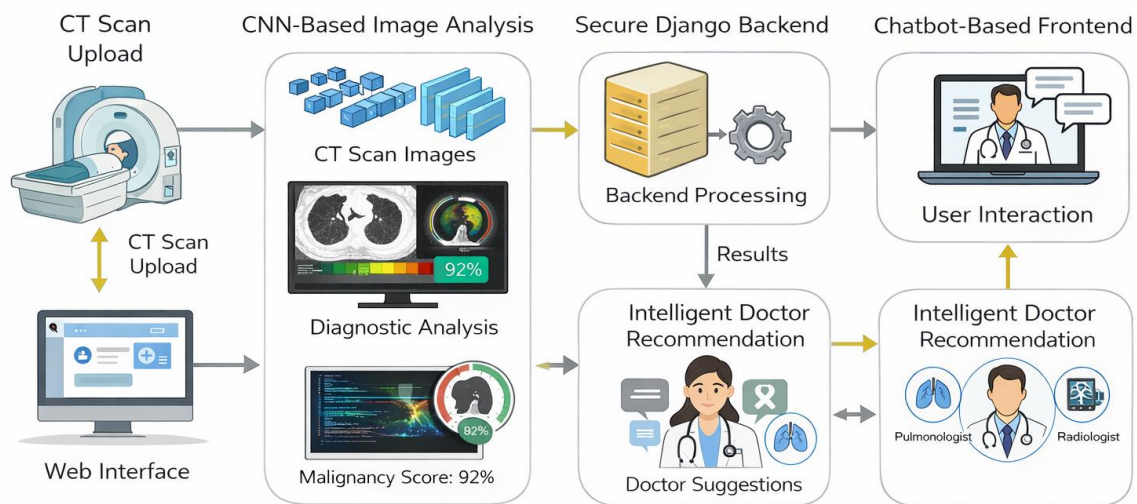 CT Scan
Upload
CNN-Based Image Analysis
Secure Django Backend
Chatbot-Based Frontend
CT Scan Images
Backend Processing
User Interaction
CT Scan
Upload
92%
Results
Diagnostic Analysis
Intelligent Doctor
Recommendation
Intelligent Doctor
Recommendation
92%
Pulmonologist
Radiologist
Web Interface
Malignancy Score: 92%
Doctor Suggestions